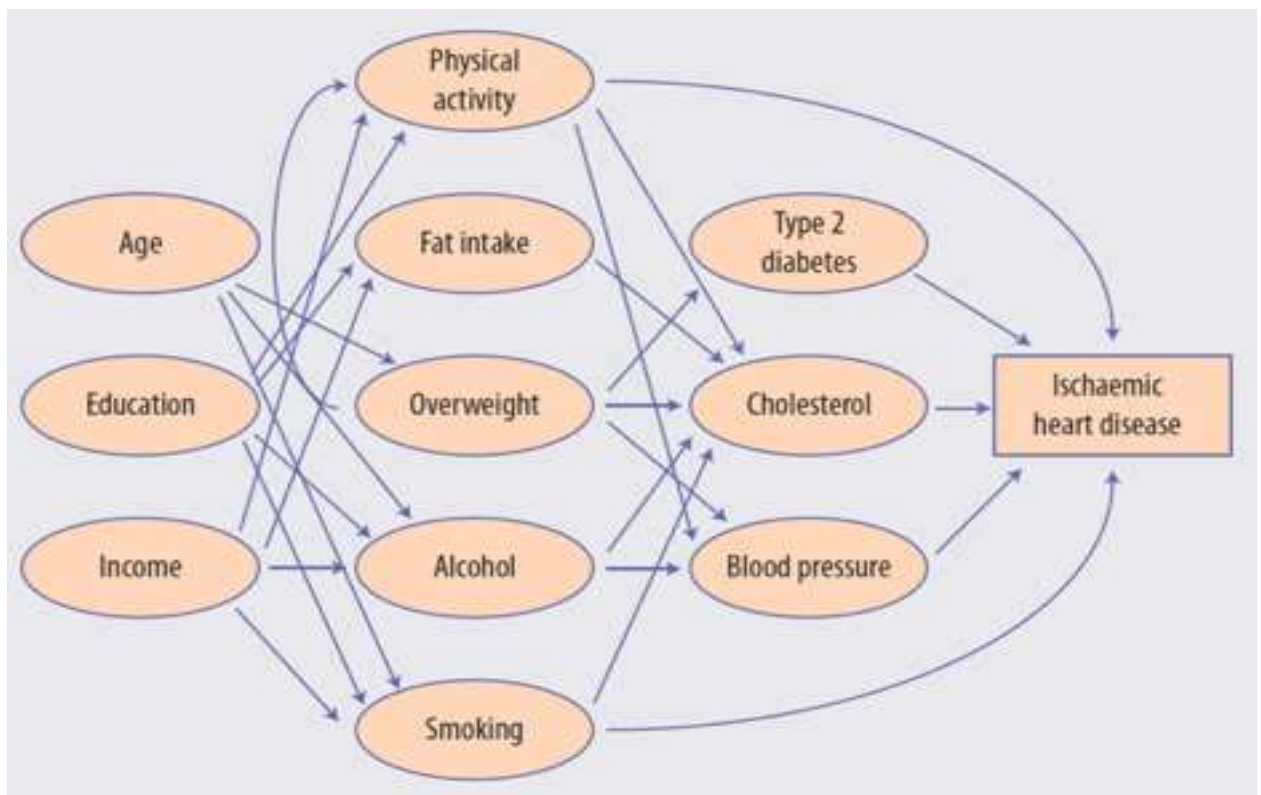 Physical
activity
Age
Fat intake
Type 2
diabetes
Education
Overweight
Cholesterol
Ischaemic
heart disease
Income
Alcohol
Blood pressure
Smoking